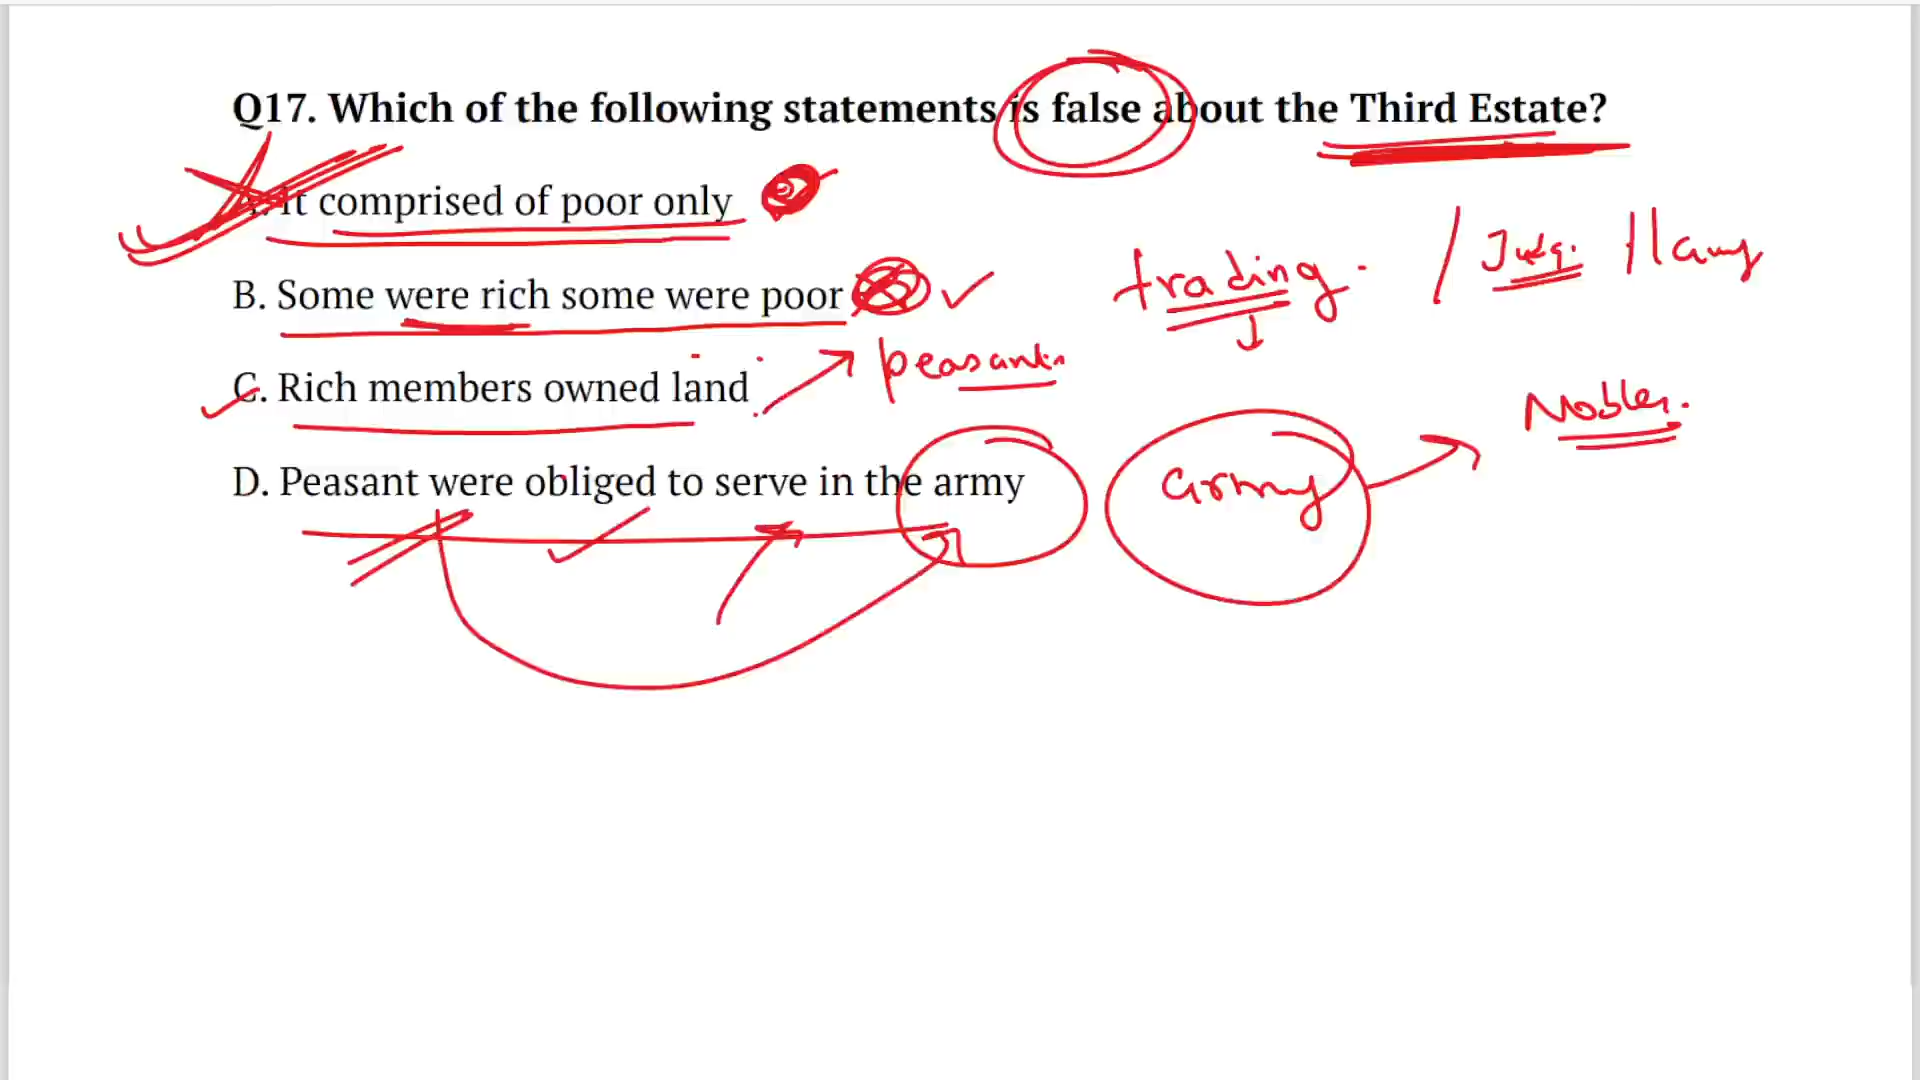 Q17. Which of the following statements is false about the Third Estate?
A. It comprised of poor only
B. Some were rich some were poor
trading. / Judg. ||
C. Rich members owned land
peasants
Nobles.
D. Peasant were obliged to serve in the army
army